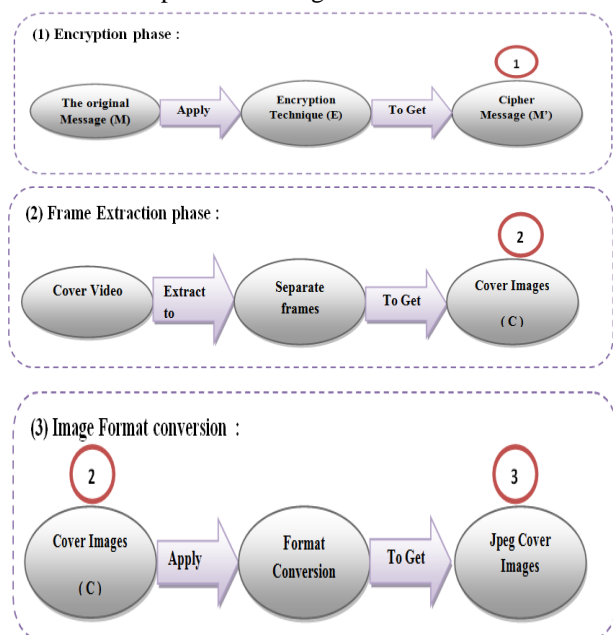 (1) Encryption phase :
1
The original
Message (M)
Apply
Encryption
Technique (E)
To Get
Cipher
Message (M')
(2) Frame Extraction phase :
2
Cover Video
Extract
to
Separate
frames
To Get
Cover Images
( C )
(3) Image Format conversion :
2
3
Cover Images
( C )
Apply
Format
Conversion
To Get
Jpeg Cover
Images